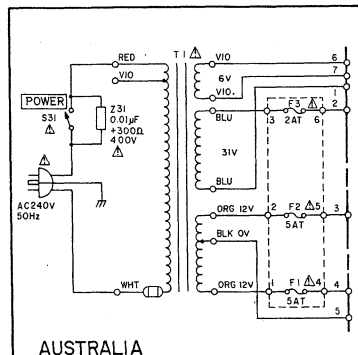 RED
T1
VIO
6
VIO
7
6V
VIO.
1
POWER
S31
Z31
0.01µF
+300Ω
400V
BLU
F3
2
3
2AT
6
31V
BLU
AC240V
50Hz
ORG 12V
2
F2
5
3
5AT
BLK 0V
WHT
ORG 12V
1
F1
4
4
5AT
5
AUSTRALIA